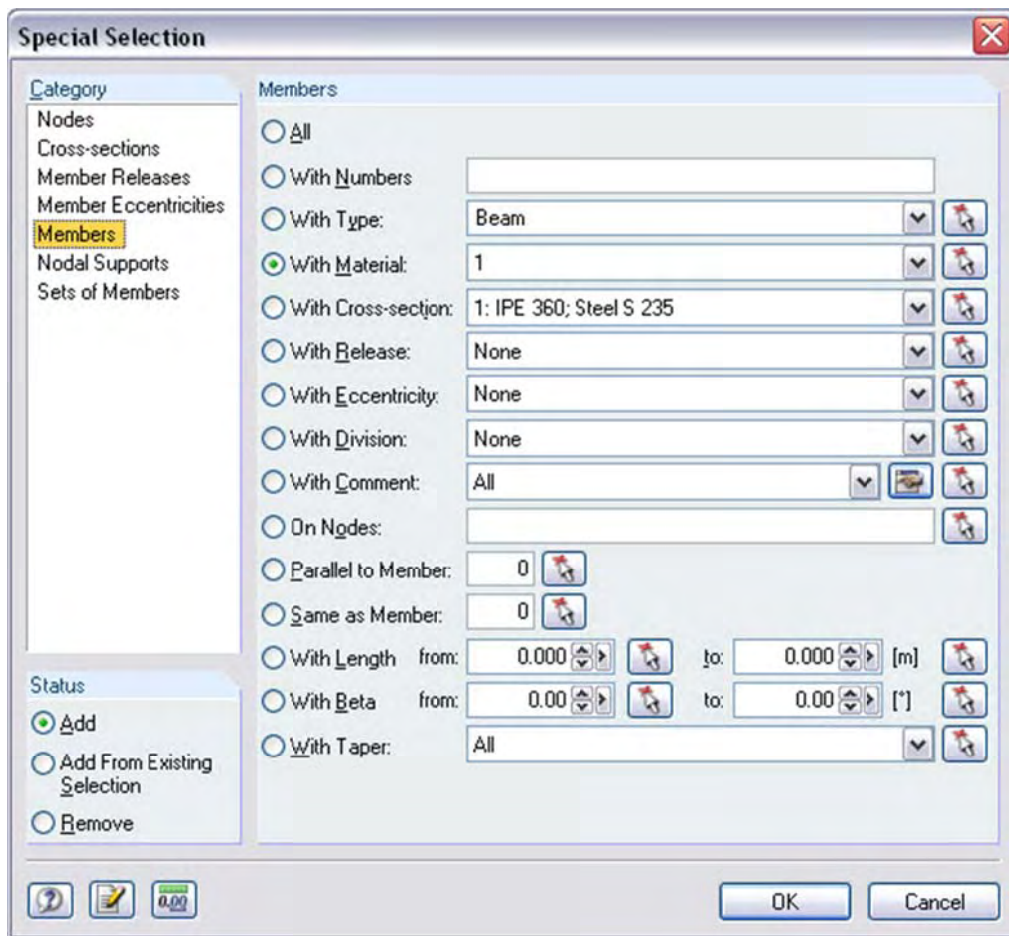 Special Selection
Category
Nodes
Cross-sections
Member Releases
Member Eccentricities
Members
Nodal Supports
Sets of Members
Status
Add
Add From Existing
Selection
Remove
Members
All
With Numbers
With Type: Beam
With Material: 1
With Cross-section: 1: IPE 360; Steel S 235
With Release: None
With Eccentricity: None
With Division: None
With Comment: All
On Nodes:
Parallel to Member: 0
Same as Member: 0
With Length from: 0.000 to: 0.000 [m]
With Beta from: 0.00 to: 0.00 [°]
With Taper: All
0.00
OK Cancel